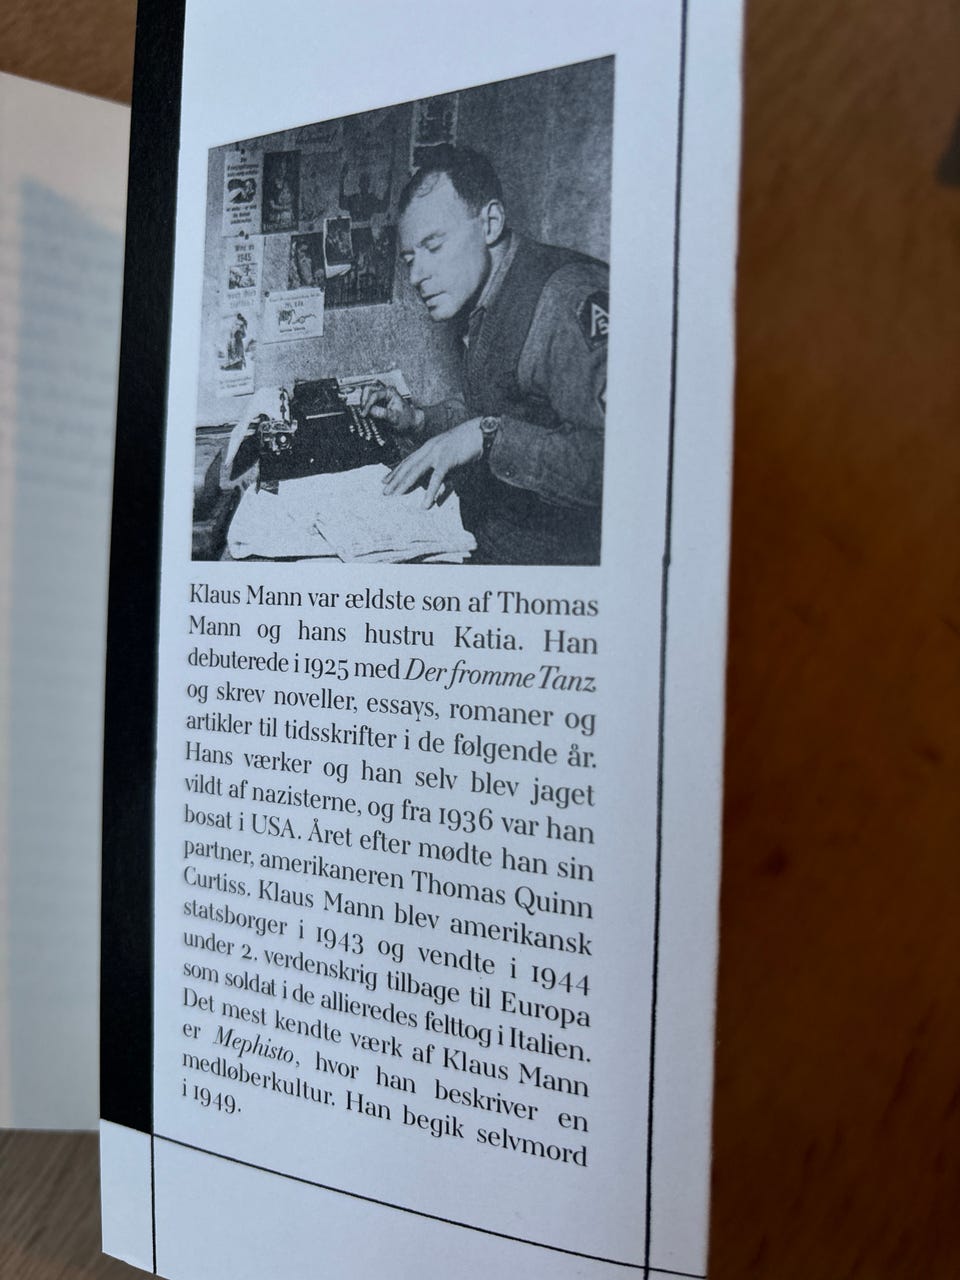 1945
Klaus Mann var ældste søn af Thomas
Mann og hans hustru Katia. Han
debuterede i 1925 med Der fromme Tanz
og skrev noveller, essays, romaner og
artikler til tidsskrifter i de følgende år.
Hans værker og han selv blev jaget
vildt af nazisterne, og fra 1936 var han
bosat i USA. Året efter mødte han sin
partner, amerikaneren Thomas Quinn
Curtiss. Klaus Mann blev amerikansk
statsborger i 1943 og vendte i 1944
under 2. verdenskrig tilbage til Europa
som soldat i de allieredes felttog i Italien.
Det mest kendte værk af Klaus Mann
er Mephisto, hvor han beskriver en
medløberkultur. Han begik selvmord
i 1949.